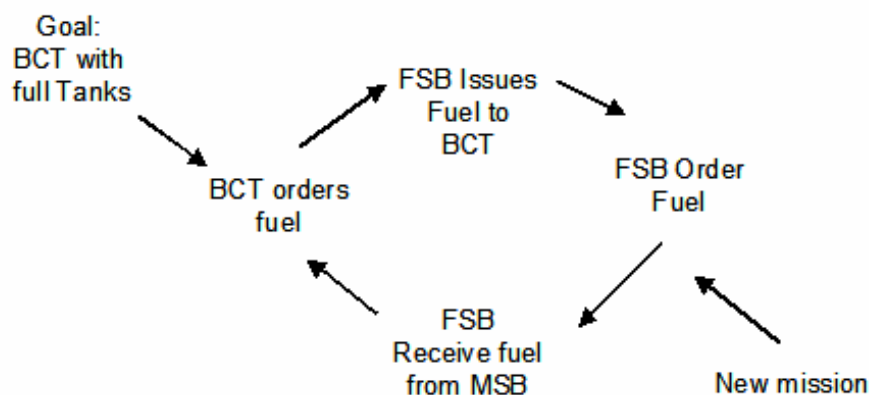 Goal:
BCT with
full Tanks
FSB Issues
Fuel to
BCT
FSB Order
Fuel
BCT orders
fuel
FSB
Receive fuel
from MSB
New mission